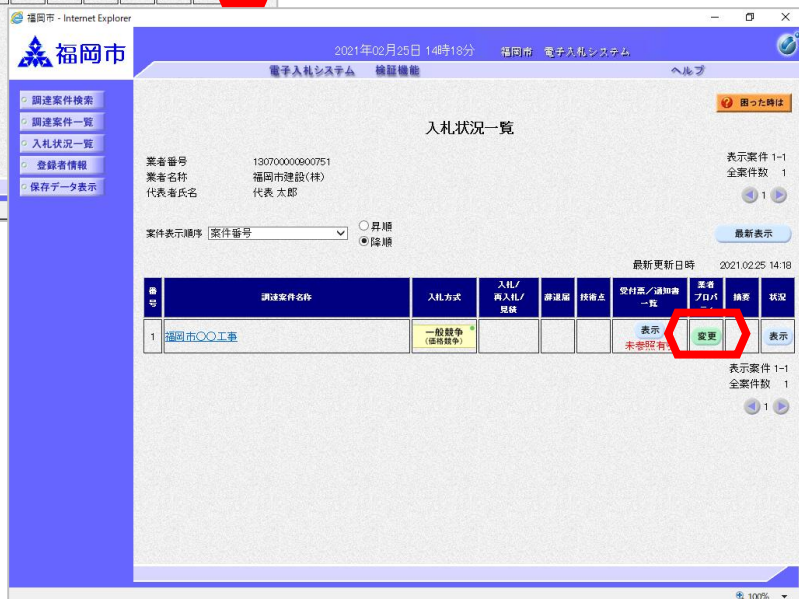 福岡市 - Internet Explorer
福岡市
2021年02月25日 14時18分 福岡市 電子入札システム
電子入札システム 検証機能 ヘルプ
調達案件検索
調達案件一覧
入札状況一覧
登録者情報
保存データ表示
困った時は
入札状況一覧
業者番号 130700000900751
業者名称 福岡市建設(株)
代表者氏名 代表 太郎
表示案件 1-1
全案件数 1
1
案件表示順序 案件番号
昇順
降順
最新表示
最新更新日時 2021.02.25 14:18
番号 調達案件名称 入札方式 入札/再入札/見積 辞退届 技術点 受付票/通知書一覧 業者プロパ 摘要 状況
1 福岡市〇〇工事 一般競争 (価格競争) 表示 未参照有 変更 表示
表示案件 1-1
全案件数 1
1
100%